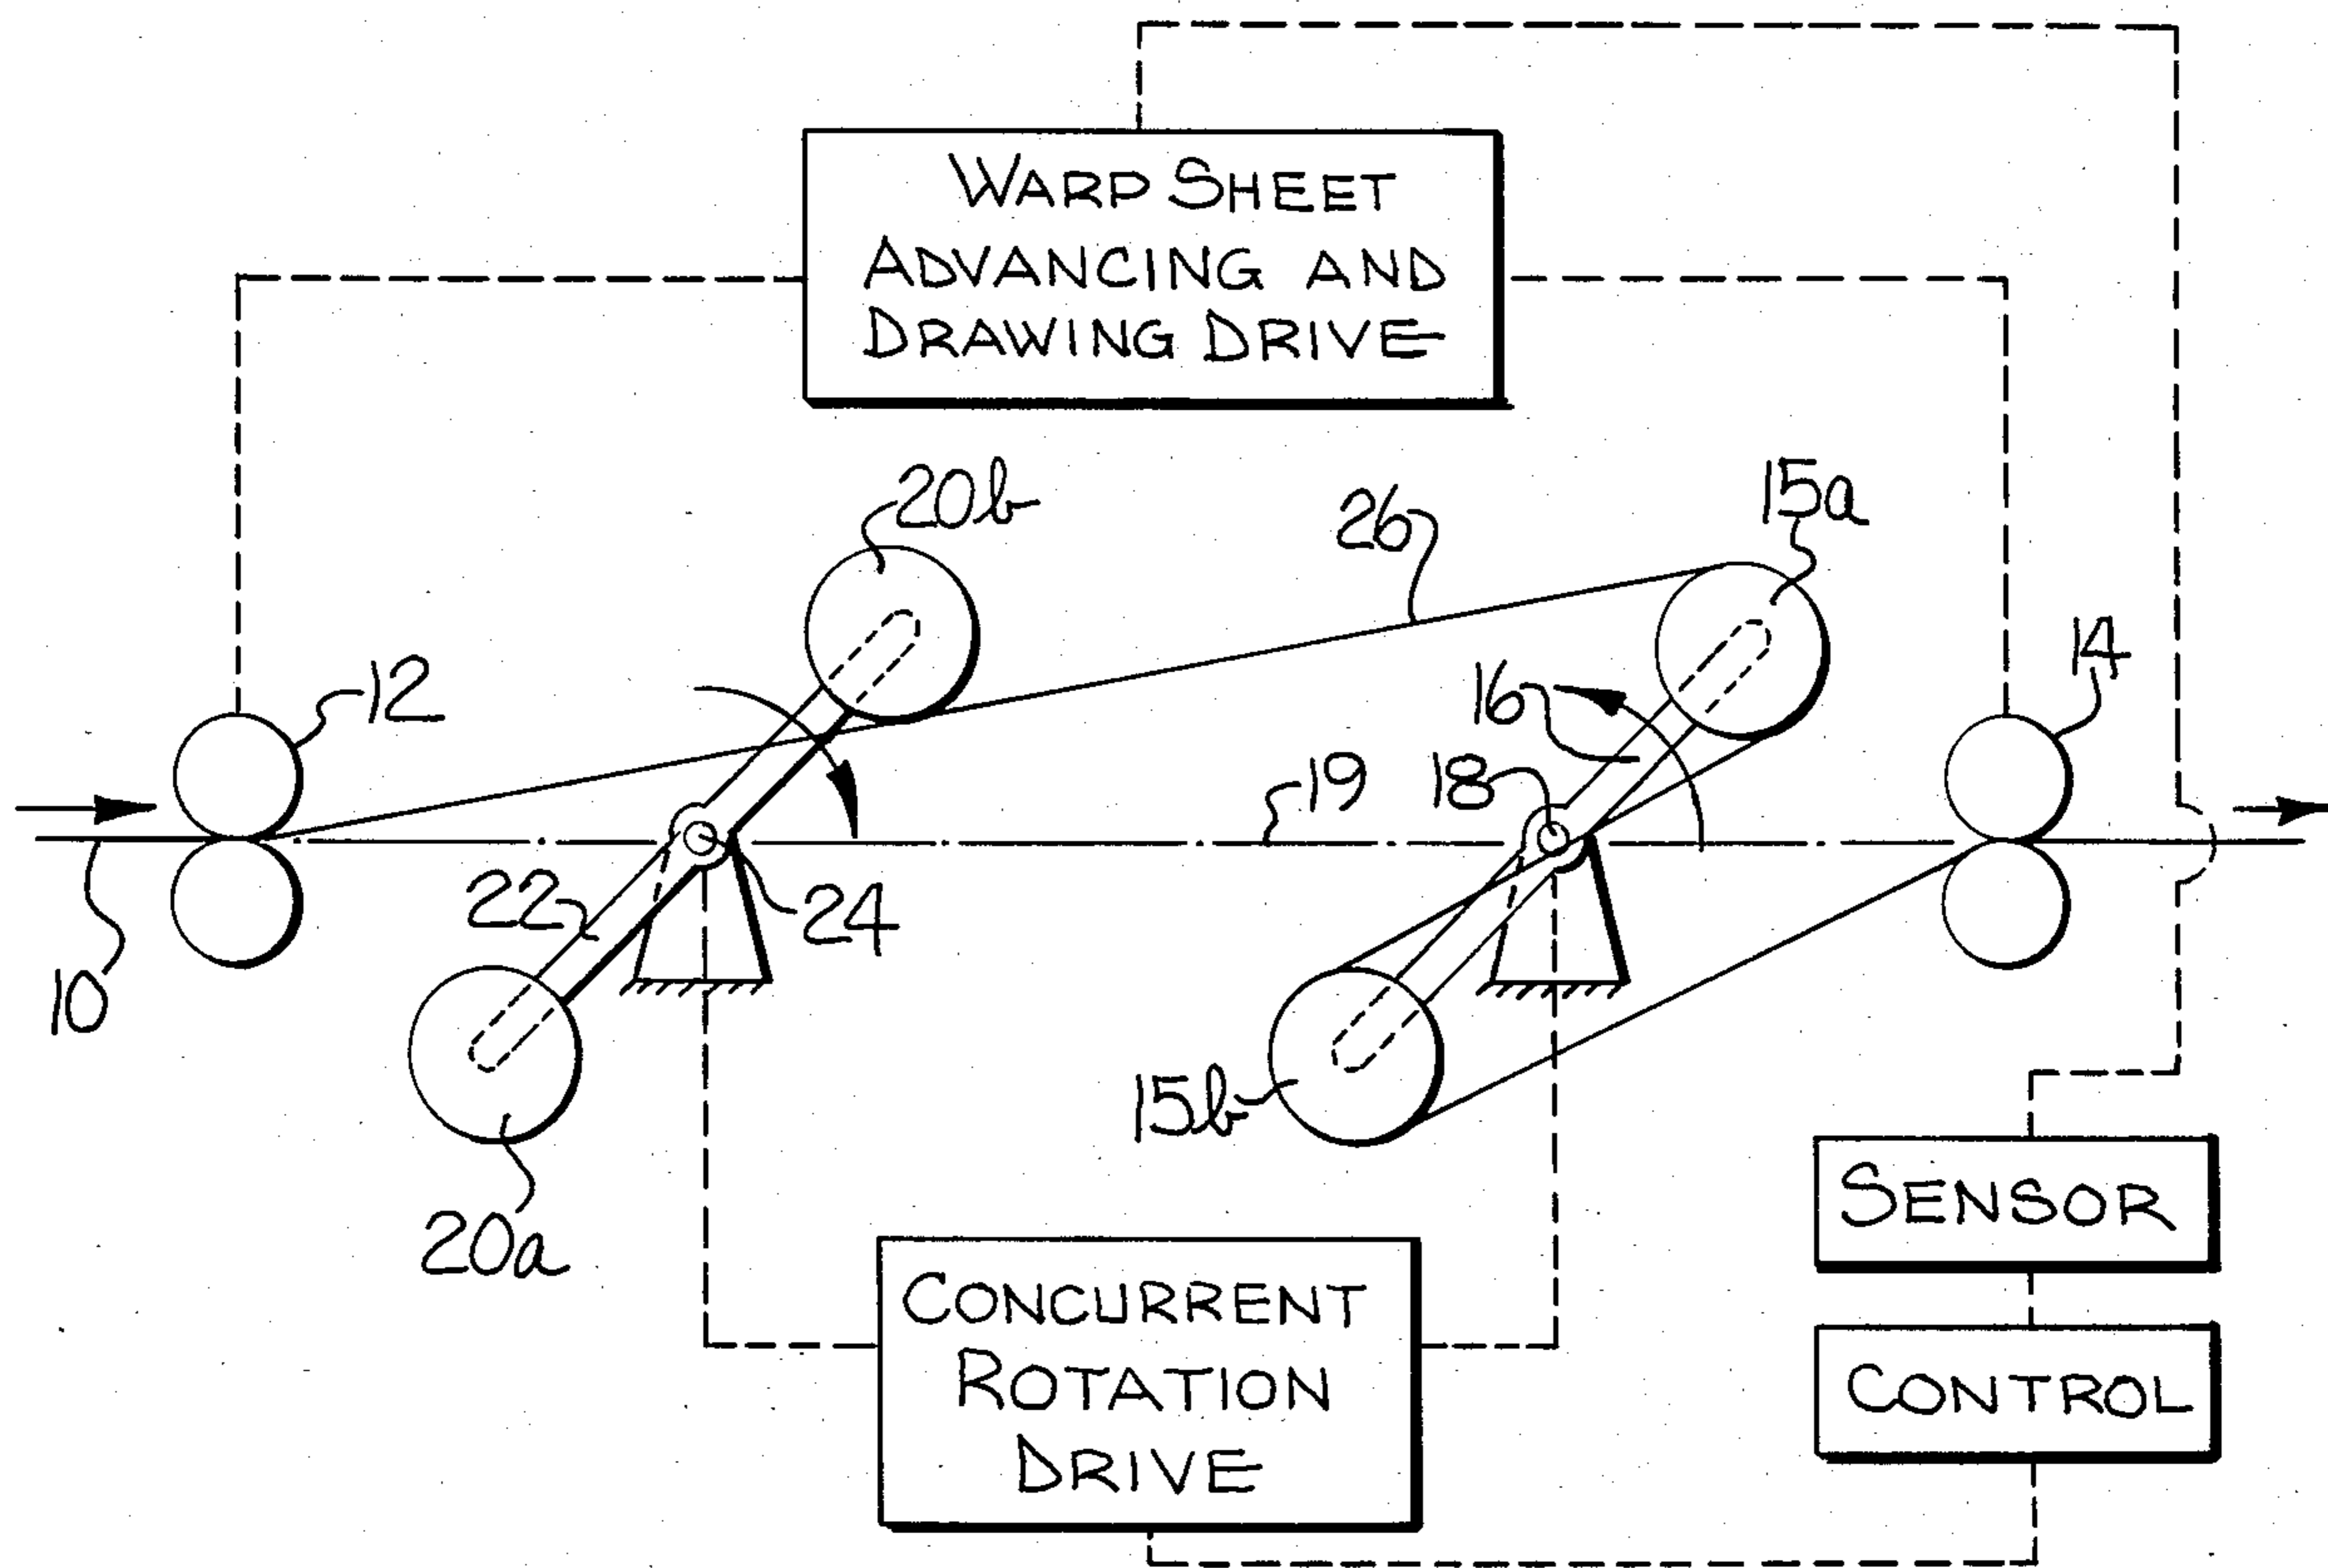 WARP SHEET
ADVANCING AND
DRAWING DRIVE
20b
26
15a
12
16
14
18
19
22
24
10
15b
20a
SENSOR
CONCURRENT
ROTATION
DRIVE
CONTROL